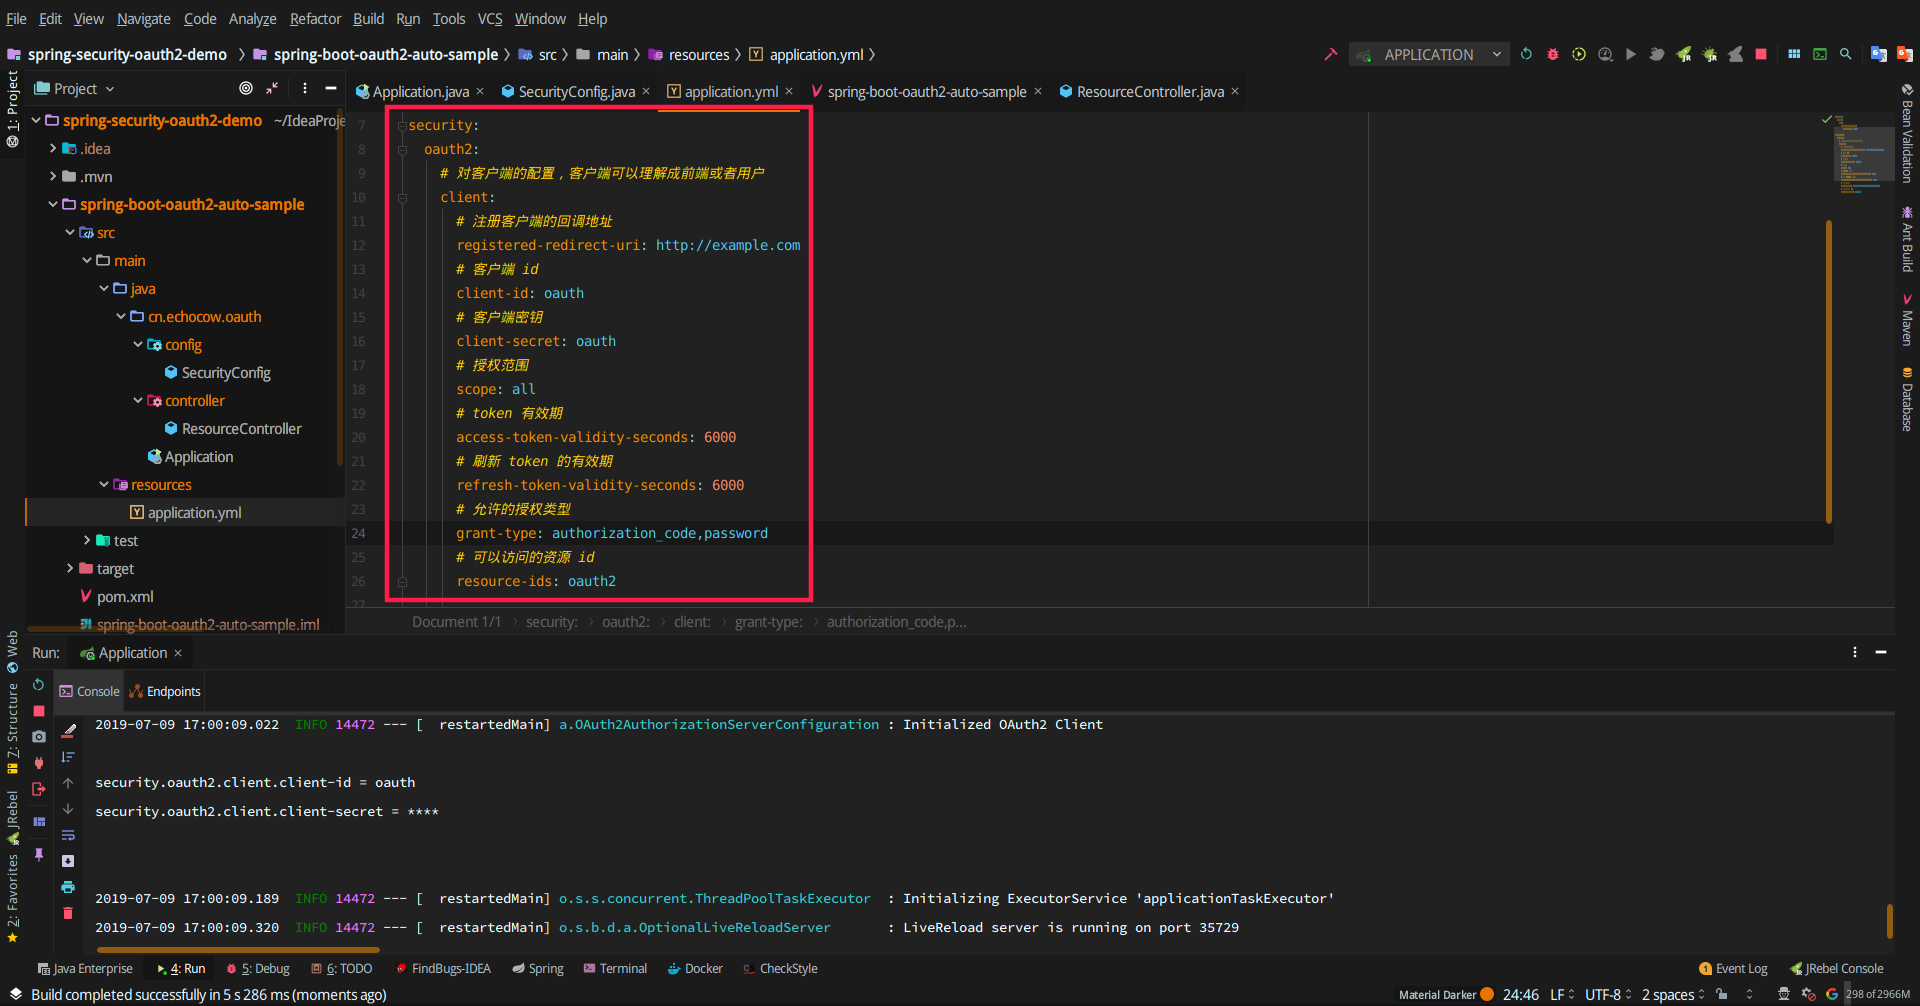 File Edit View Navigate Code Analyze Refactor Build Run Tools VCS Window Help
spring-security-oauth2-demo spring-boot-oauth2-auto-sample src main resources application.yml APPLICATION
1: Project
Project
Application.java SecurityConfig.java application.yml spring-boot-oauth2-auto-sample ResourceController.java
spring-security-oauth2-demo ~/IdeaProje
.idea
.mvn
spring-boot-oauth2-auto-sample
src
main
java
cn.echocow.oauth
config
SecurityConfig
controller
ResourceController
Application
resources
application.yml
test
target
pom.xml
spring-boot-oauth2-auto-sample.iml
7 security:
8 oauth2:
9 # 对客户端的配置，客户端可以理解成前端或者用户
10 client:
11 # 注册客户端的回调地址
12 registered-redirect-uri: http://example.com
13 # 客户端 id
14 client-id: oauth
15 # 客户端密钥
16 client-secret: oauth
17 # 授权范围
18 scope: all
19 # token 有效期
20 access-token-validity-seconds: 6000
21 # 刷新 token 的有效期
22 refresh-token-validity-seconds: 6000
23 # 允许的授权类型
24 grant-type: authorization_code,password
25 # 可以访问的资源 id
26 resource-ids: oauth2
27
Document 1/1 security: oauth2: client: grant-type: authorization_code,p...
Bean Validation
Ant Build
Maven
Database
Web
7: Structure
JRebel
2: Favorites
Run: Application
Console Endpoints
2019-07-09 17:00:09.022 INFO 14472 --- [ restartedMain] a.OAuth2AuthorizationServerConfiguration : Initialized OAuth2 Client
security.oauth2.client.client-id = oauth
security.oauth2.client.client-secret = ****
2019-07-09 17:00:09.189 INFO 14472 --- [ restartedMain] o.s.s.concurrent.ThreadPoolTaskExecutor : Initializing ExecutorService 'applicationTaskExecutor'
2019-07-09 17:00:09.320 INFO 14472 --- [ restartedMain] o.s.b.d.a.OptionalLiveReloadServer : LiveReload server is running on port 35729
Java Enterprise 4: Run 5: Debug 6: TODO FindBugs-IDEA Spring Terminal Docker CheckStyle 1 Event Log JRebel Console
Build completed successfully in 5 s 286 ms (moments ago) Material Darker 24:46 LF UTF-8 2 spaces 298 of 2966M